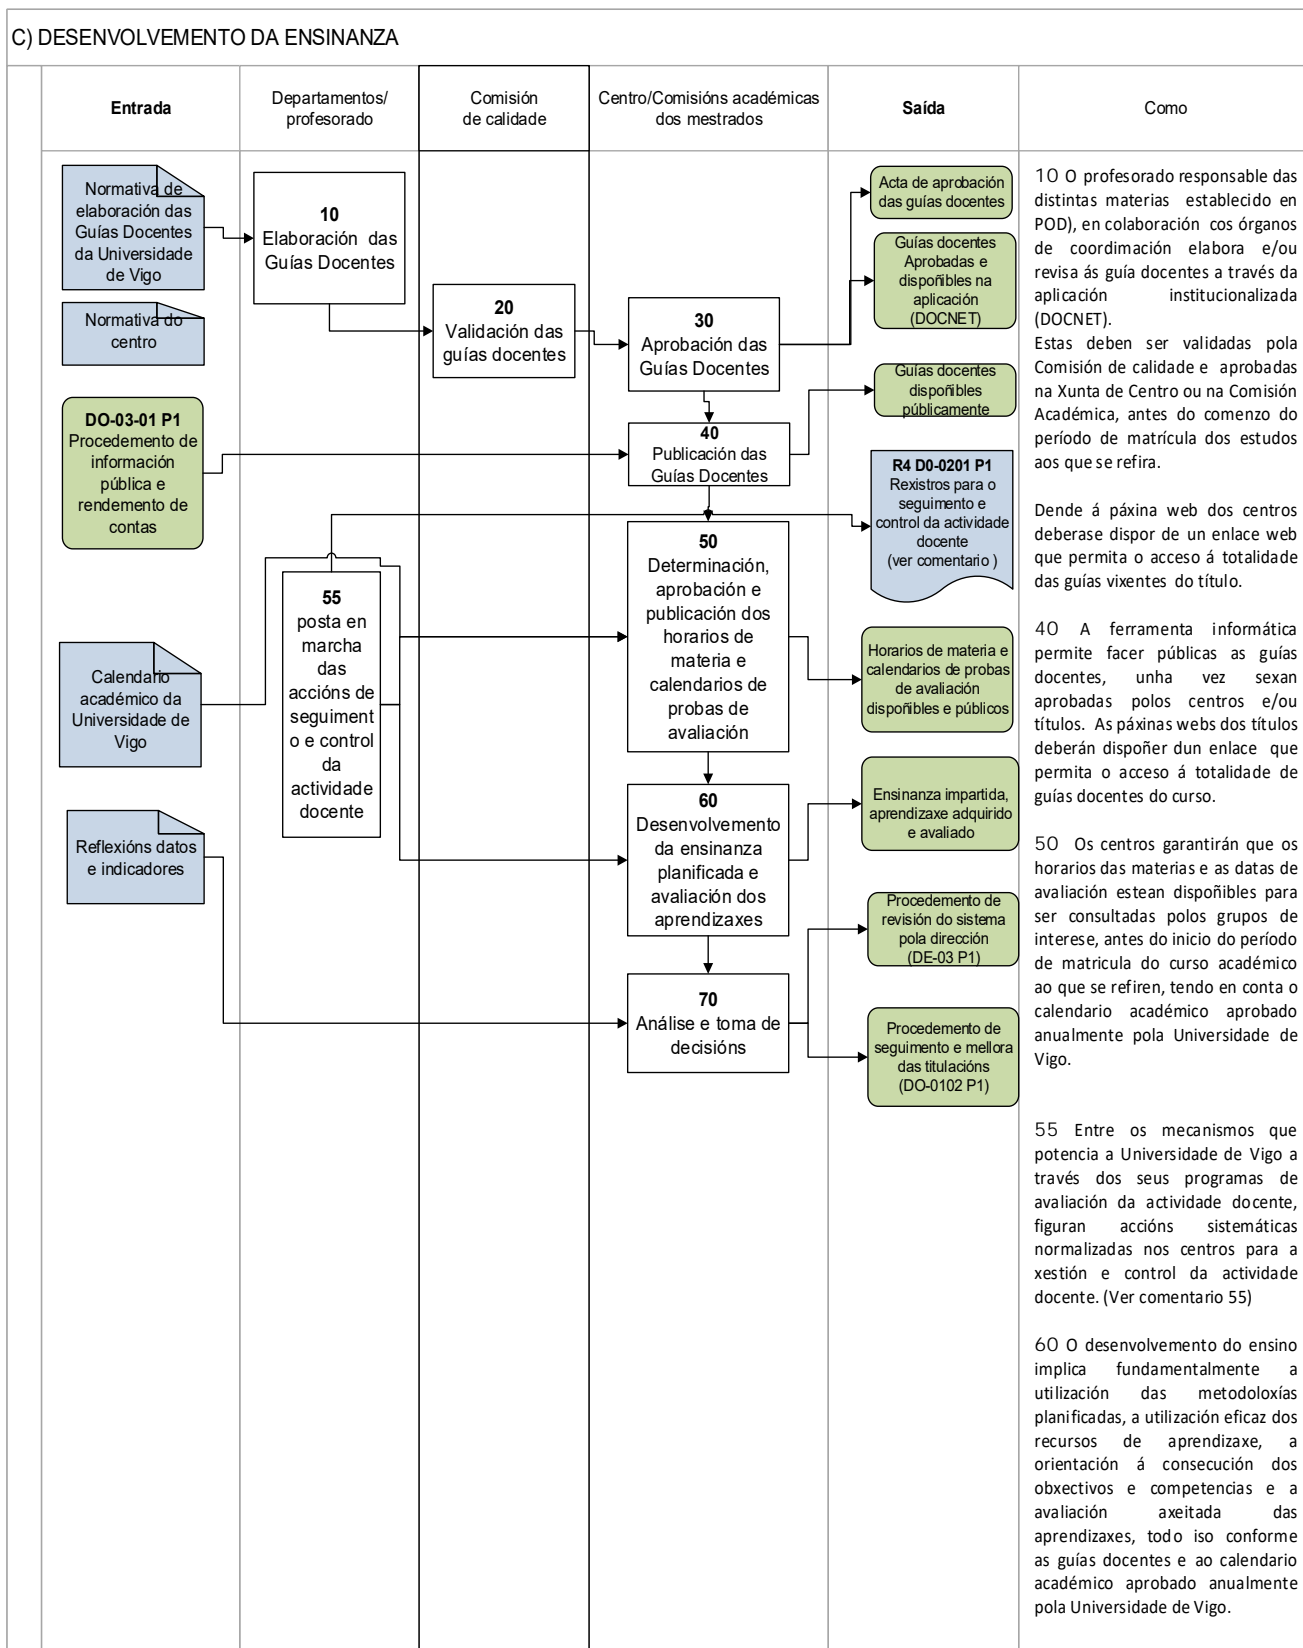 C) DESENVOLVEMENTO DA ENSINANZA
Entrada
Departamentos/
profesorado
Comisión
de calidade
Centro/Comisións académicas
dos mestrados
Saída
Como
Normativa de
elaboración das
Guías Docentes
da Universidade
de Vigo
Normativa do
centro
DO-03-01 P1
Procedemento de
información
pública e
rendemento de
contas
Calendario
académico da
Universidade de
Vigo
Reflexións datos
e indicadores
10
Elaboración das
Guías Docentes
55
posta en
marcha
das
accións de
seguiment
o e control
da
actividade
docente
20
Validación das
guías docentes
30
Aprobación das
Guías Docentes
40
Publicación das
Guías Docentes
50
Determinación,
aprobación e
publicación dos
horarios de
materia e
calendarios de
probas de
avaliación
60
Desenvolvemento
da ensinanza
planificada e
avaliación dos
aprendizaxes
70
Análise e toma de
decisións
Acta de aprobación
das guías docentes
Guías docentes
Aprobadas e
dispoñibles na
aplicación
(DOCNET)
Guías docentes
dispoñibles
públicamente
R4 D0-0201 P1
Rexistros para o
seguimento e
control da actividade
docente
(ver comentario )
Horarios de materia e
calendarios de probas
de avaliación
dispoñibles e públicos
Ensinanza impartida,
aprendizaxe adquirido
e avaliado
Procedemento de
revisión do sistema
pola dirección
(DE-03 P1)
Procedemento de
seguimento e mellora
das titulacións
(DO-0102 P1)
10 O profesorado responsable das
distintas materias establecido en
POD), en colaboración cos órganos
de coordimación elabora e/ou
revisa ás guía docentes a través da
aplicación institucionalizada
(DOCNET).
Estas deben ser validadas pola
Comisión de calidade e aprobadas
na Xunta de Centro ou na Comisión
Académica, antes do comenzo do
período de matrícula dos estudos
aos que se refira.
Dende á páxina web dos centros
deberase dispor de un enlace web
que permita o acceso á totalidade
das guías vixentes do título.
40 A ferramenta informática
permite facer públicas as guías
docentes, unha vez sexan
aprobadas polos centros e/ou
títulos. As páxinas webs dos títulos
deberán dispoñer dun enlace que
permita o acceso á totalidade de
guías docentes do curso.
50 Os centros garantirán que os
horarios das materias e as datas de
avaliación estean dispoñibles para
ser consultadas polos grupos de
interese, antes do inicio do período
de matricula do curso académico
ao que se refiren, tendo en conta o
calendario académico aprobado
anualmente pola Universidade de
Vigo.
55 Entre os mecanismos que
potencia a Universidade de Vigo a
través dos seus programas de
avaliación da actividade docente,
figuran accións sistemáticas
normalizadas nos centros para a
xestión e control da actividade
docente. (Ver comentario 55)
60 O desenvolvemento do ensino
implica fundamentalmente a
utilización das metodoloxías
planificadas, a utilización eficaz dos
recursos de aprendizaxe, a
orientación á consecución dos
obxectivos e competencias e a
avaliación axeitada das
aprendizaxes, todo iso conforme
as guías docentes e ao calendario
académico aprobado anualmente
pola Universidade de Vigo.